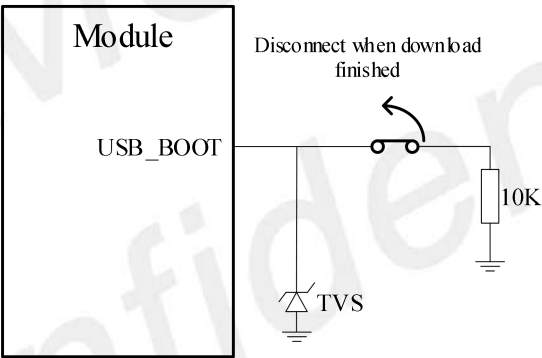 Module
Disconnect when download
finished
USB_BOOT
10K
TVS